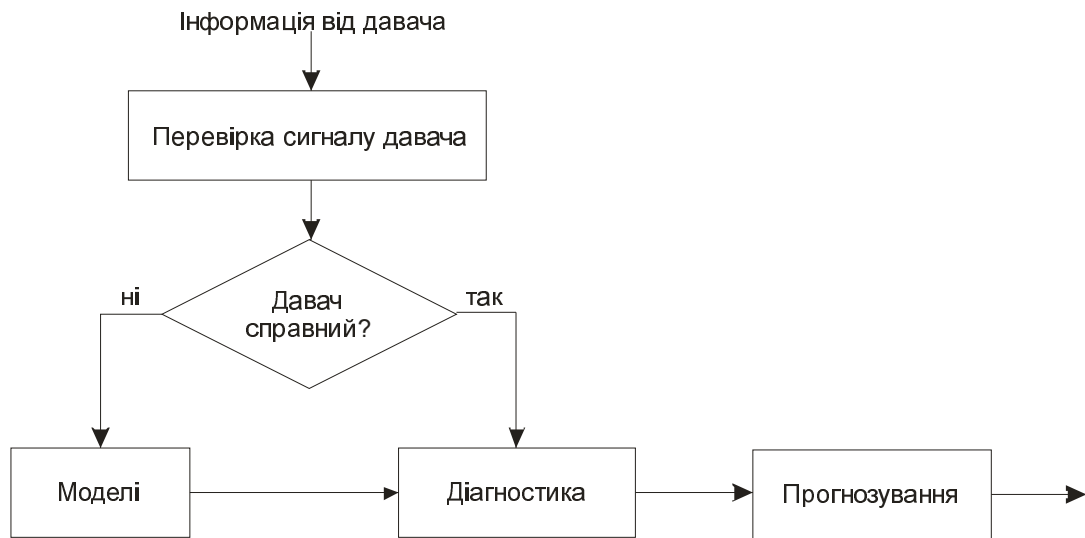 Інформація від давача
Перевірка сигналу давача
Давач
справний?
ні
так
Моделі
Діагностика
Прогнозування